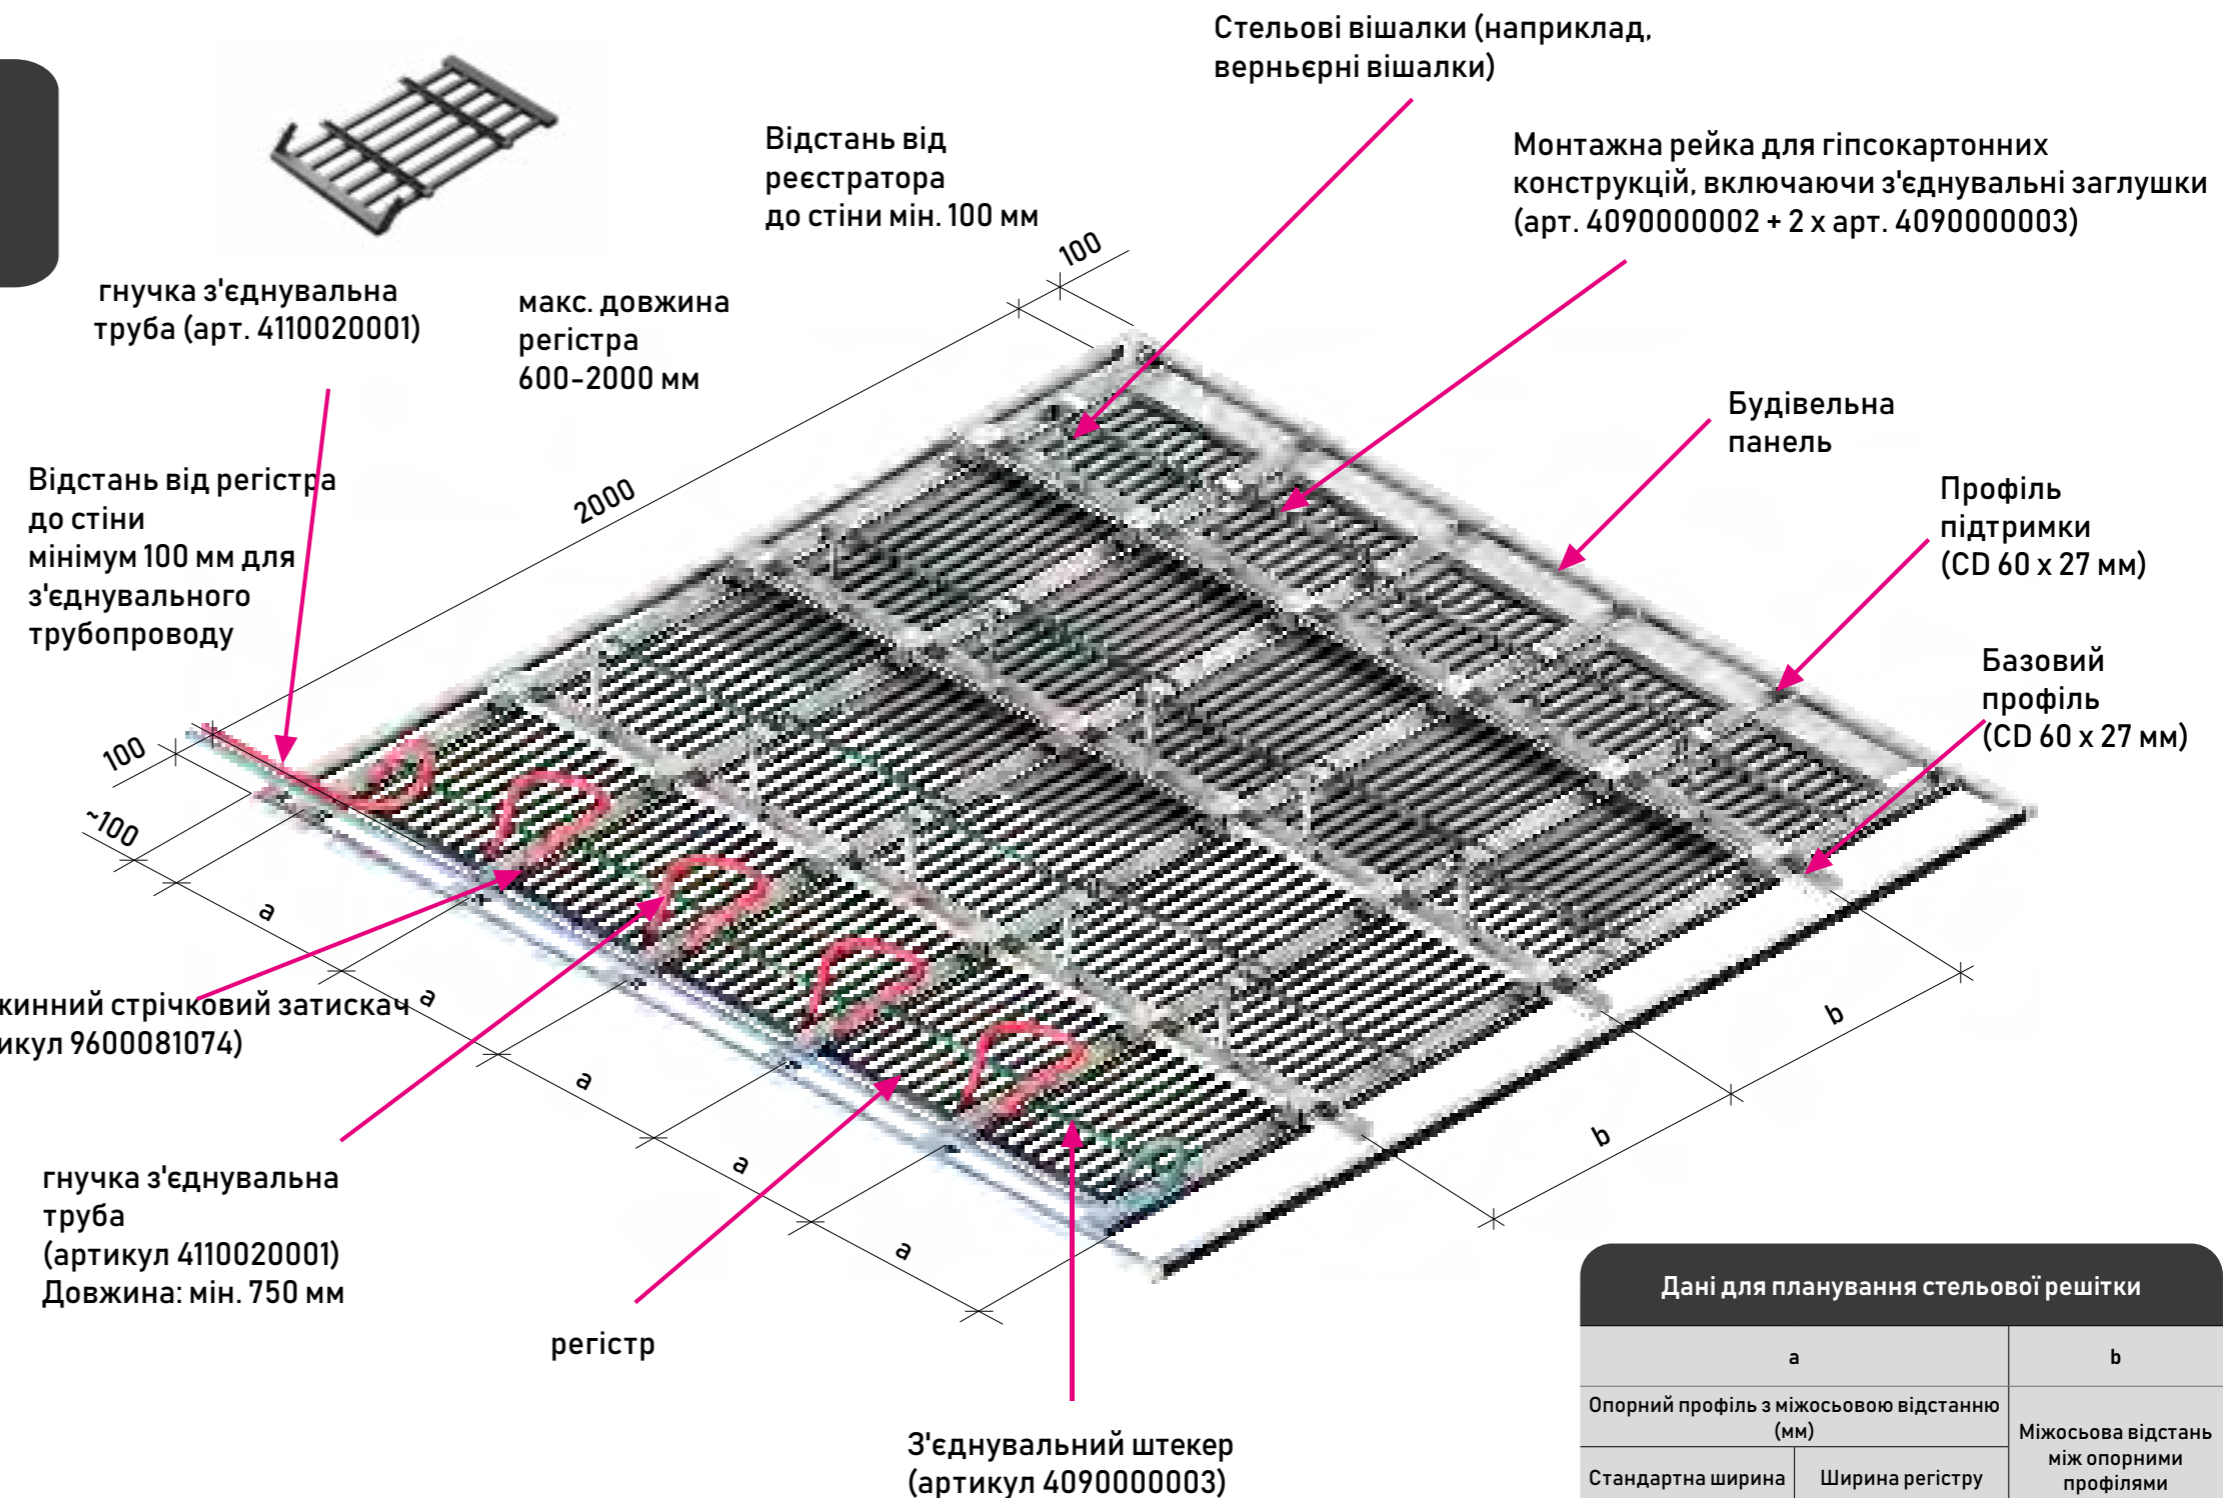 Стельові вішалки (наприклад,
верньєрні вішалки)
Відстань від
реєстратора
до стіни мін. 100 мм
Монтажна рейка для гіпсокартонних
конструкцій, включаючи з'єднувальні заглушки
(арт. 4090000002 + 2 x арт. 4090000003)
100
гнучка з'єднувальна
труба (арт. 4110020001)
макс. довжина
регістра
600-2000 мм
Будівельна
панель
Відстань від регістра
до стіни
мінімум 100 мм для
з'єднувального
трубопроводу
2000
Профіль
підтримки
(CD 60 x 27 мм)
Базовий
профіль
(CD 60 x 27 мм)
100
~100
a
a
a
a
a
b
b
кинний стрічковий затискач
икул 9600081074)
гнучка з'єднувальна
труба
(артикул 4110020001)
Довжина: мін. 750 мм
регістр
З'єднувальний штекер
(артикул 4090000003)
Дані для планування стельової решітки
a
b
Опорний профіль з міжосьовою відстанню
(мм)
Міжосьова відстань
між опорними
профілями
Стандартна ширина
Ширина регістру